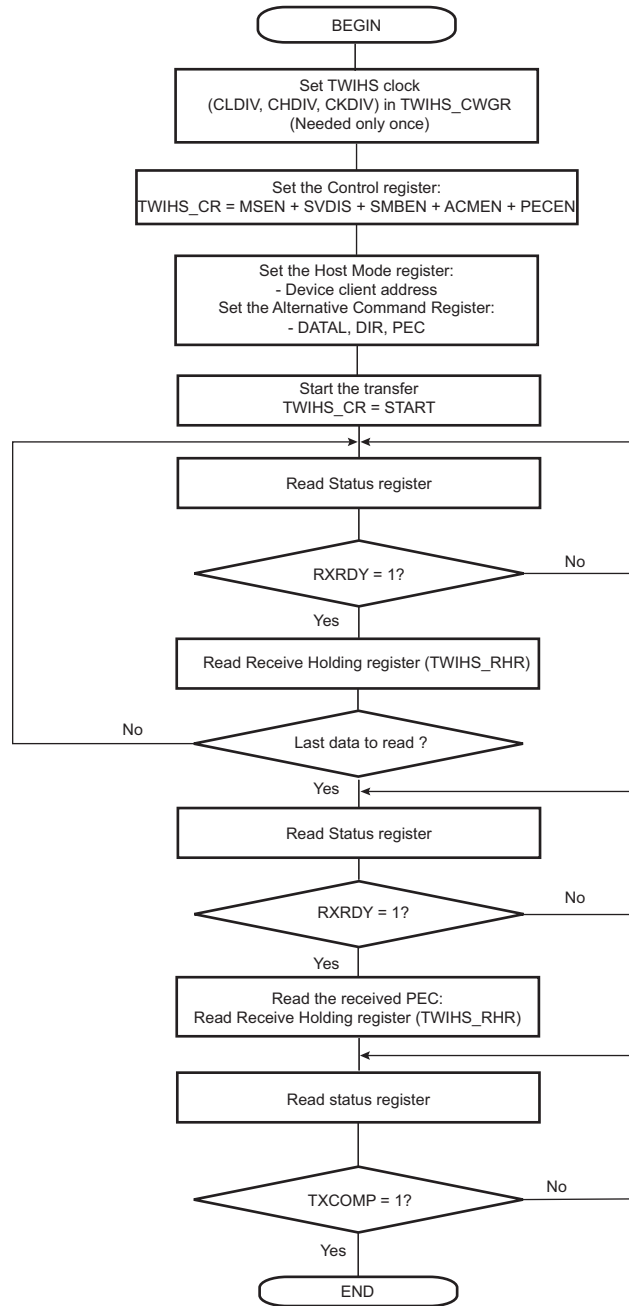 BEGIN
Set TWIHS clock
(CLDIV, CHDIV, CKDIV) in TWIHS_CWGR
(Needed only once)
Set the Control register:
TWIHS_CR = MSEN + SVDIS + SMBEN + ACMEN + PECEN
Set the Host Mode register:
- Device client address
Set the Alternative Command Register:
- DATAL, DIR, PEC
Start the transfer
TWIHS_CR = START
Read Status register
RXRDY = 1?
No
Yes
Read Receive Holding register (TWIHS_RHR)
No
Last data to read ?
Yes
Read Status register
RXRDY = 1?
No
Yes
Read the received PEC:
Read Receive Holding register (TWIHS_RHR)
Read status register
TXCOMP = 1?
No
Yes
END